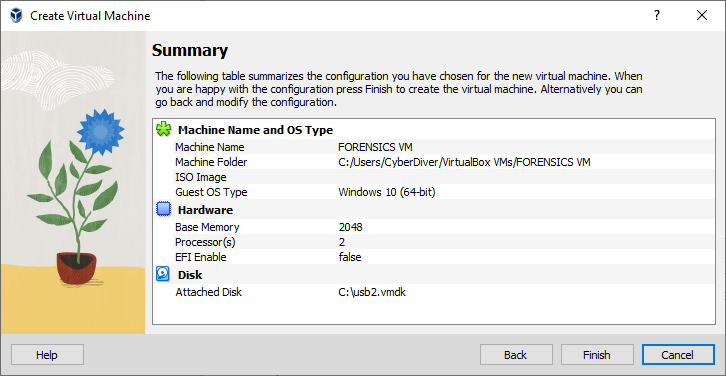 Create Virtual Machine
?
Summary
The following table summarizes the configuration you have chosen for the new virtual machine. When
you are happy with the configuration press Finish to create the virtual machine. Alternatively you can
go back and modify the configuration.
Machine Name and OS Type
Machine Name FORENSICS VM
Machine Folder C:/Users/CyberDiver/VirtualBox VMs/FORENSICS VM
ISO Image
Guest OS Type Windows 10 (64-bit)
Hardware
Base Memory 2048
Processor(s) 2
EFI Enable false
Disk
Attached Disk C:\usb2.vmdk
Help Back Finish Cancel